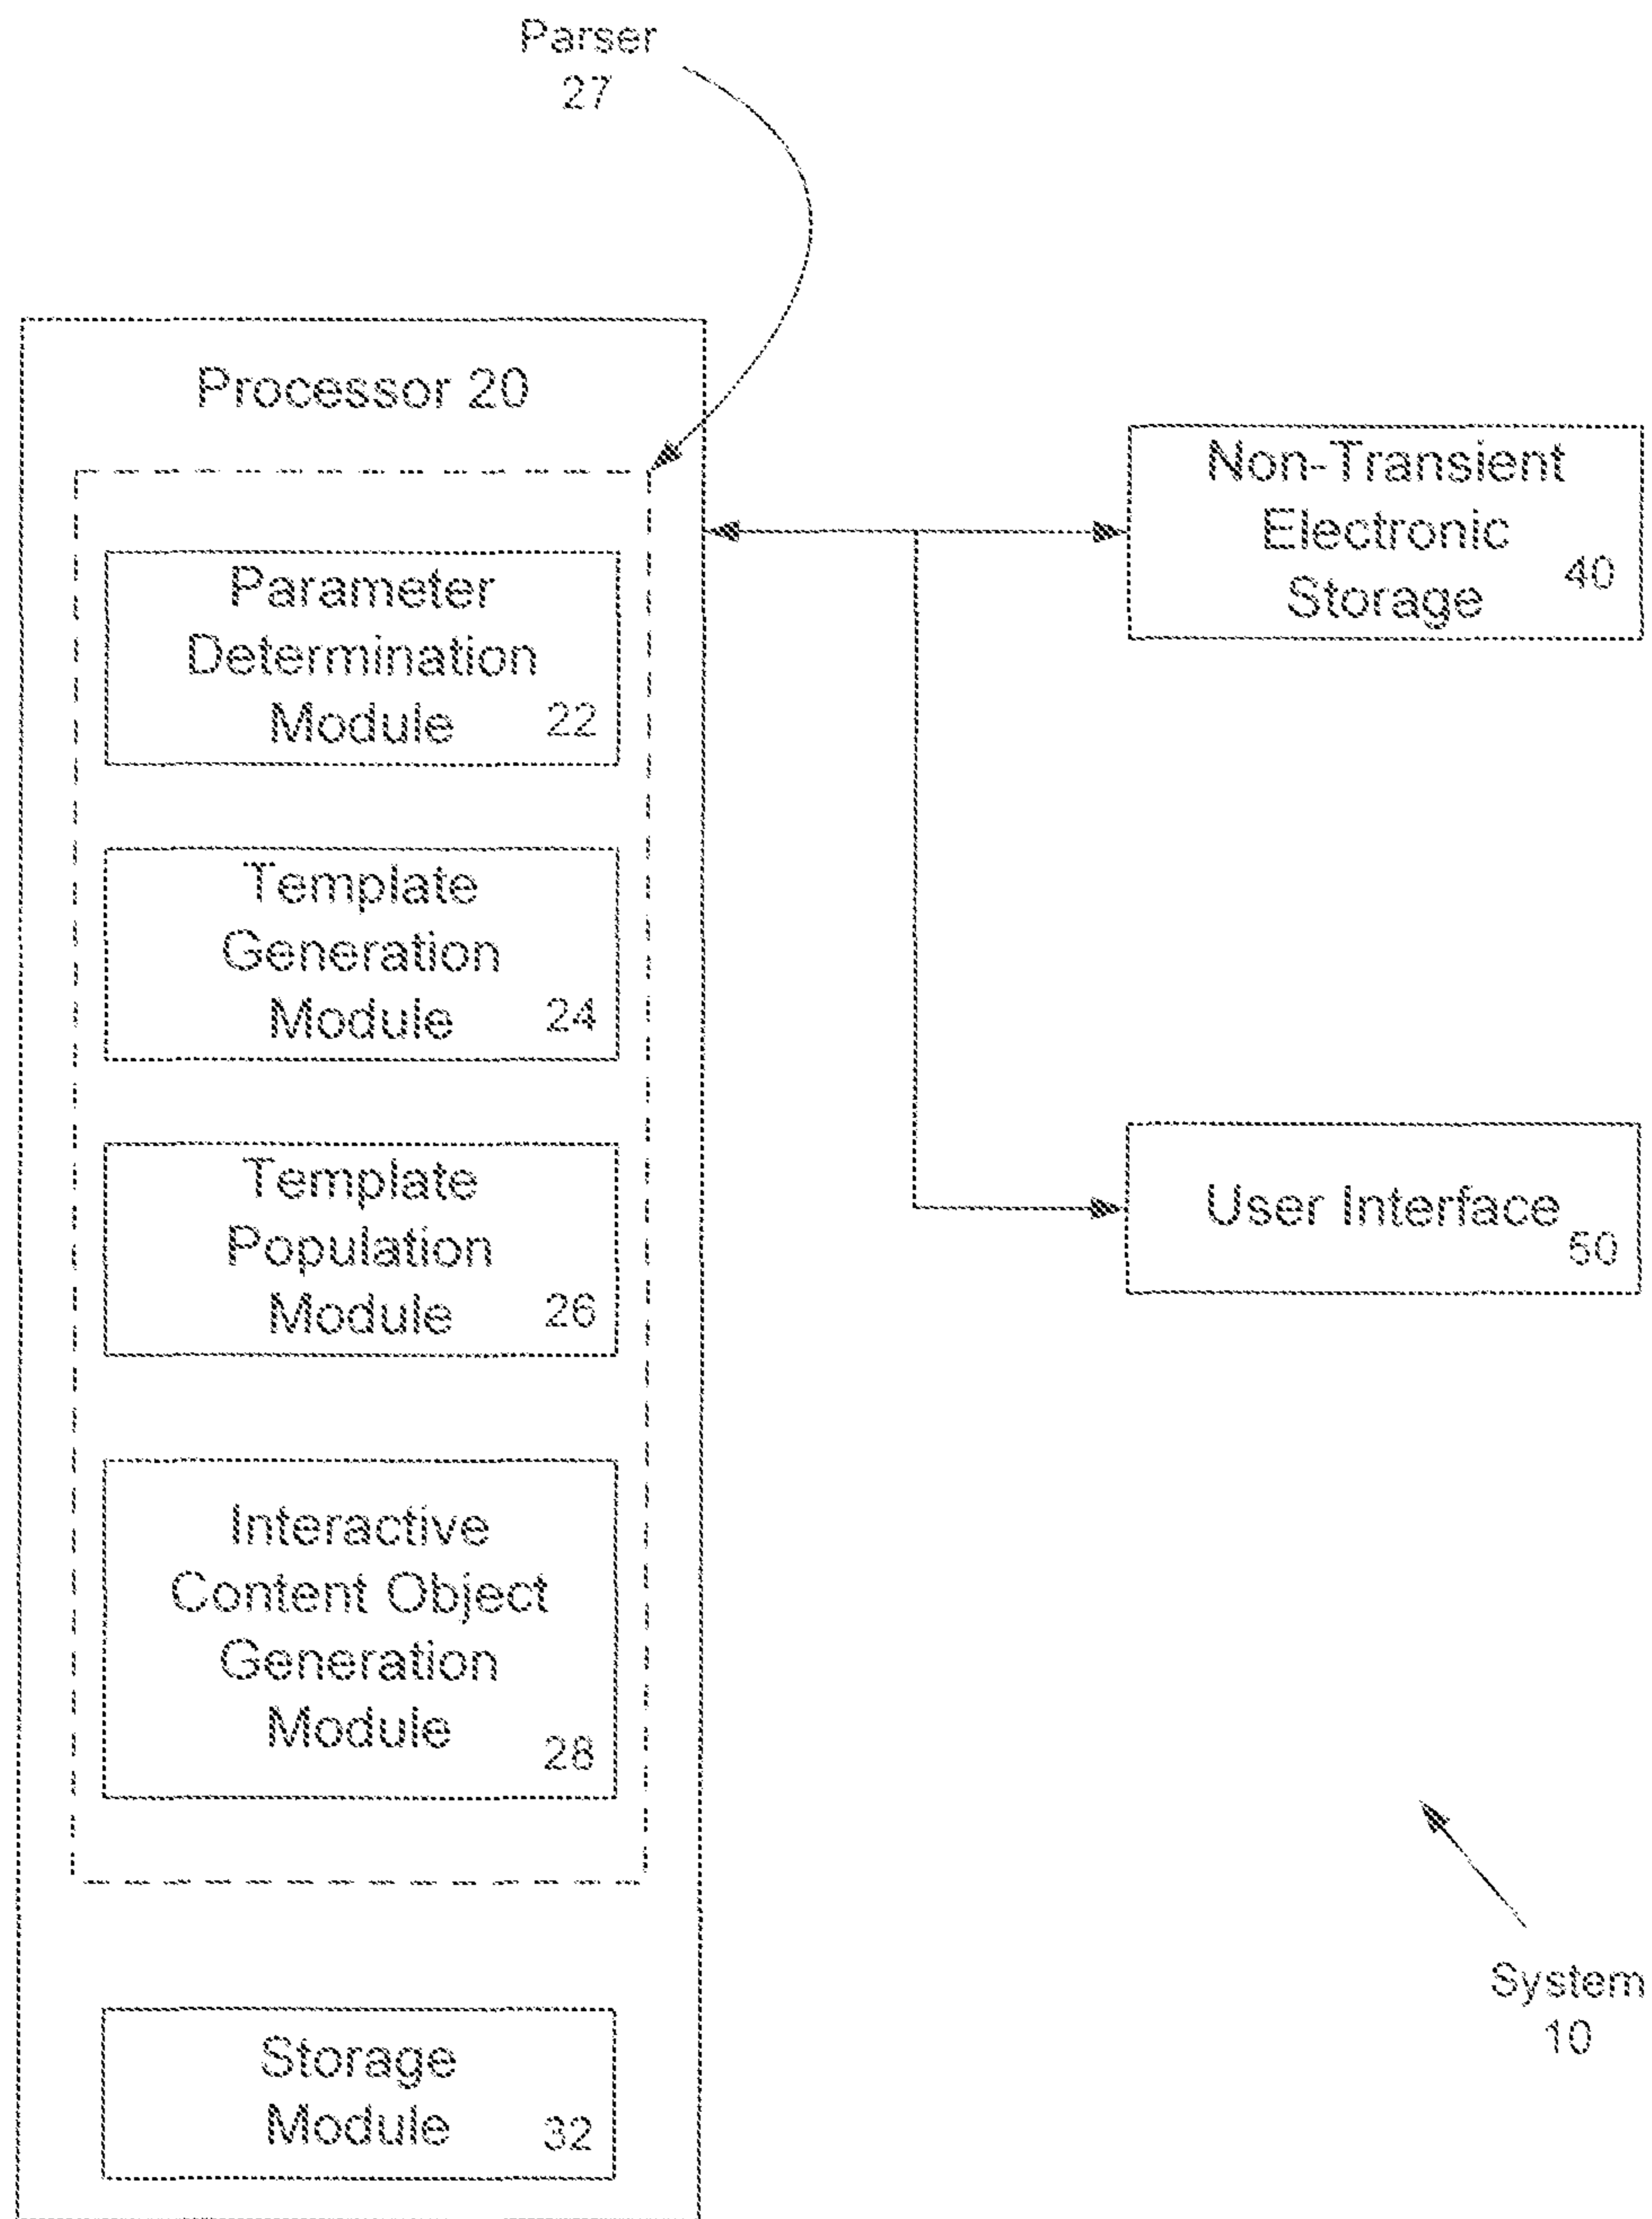 Parser
27
Processor 20
Parameter
Determination
Module 22
Template
Generation
Module 24
Template
Population
Module 26
Interactive
Content Object
Generation
Module
28
Storage
Module 32
Non-Transient
Electronic
Storage 40
User Interface
50
System
10